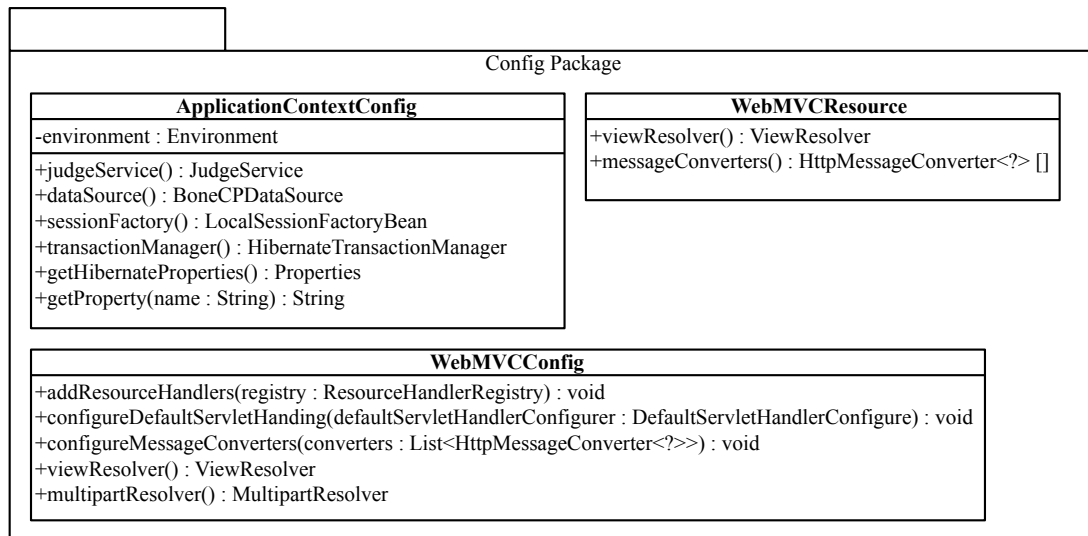 Config Package
ApplicationContextConfig
-environment : Environment
+judgeService() : JudgeService
+dataSource() : BoneCPDataSource
+sessionFactory() : LocalSessionFactoryBean
+transactionManager() : HibernateTransactionManager
+getHibernateProperties() : Properties
+getProperty(name : String) : String
WebMVCResource
+viewResolver() : ViewResolver
+messageConverters() : HttpMessageConverter<?> []
WebMVCConfig
+addResourceHandlers(registry : ResourceHandlerRegistry) : void
+configureDefaultServletHanding(defaultServletHandlerConfigurer : DefaultServletHandlerConfigure) : void
+configureMessageConverters(converters : List<HttpMessageConverter<?>>) : void
+viewResolver() : ViewResolver
+multipartResolver() : MultipartResolver